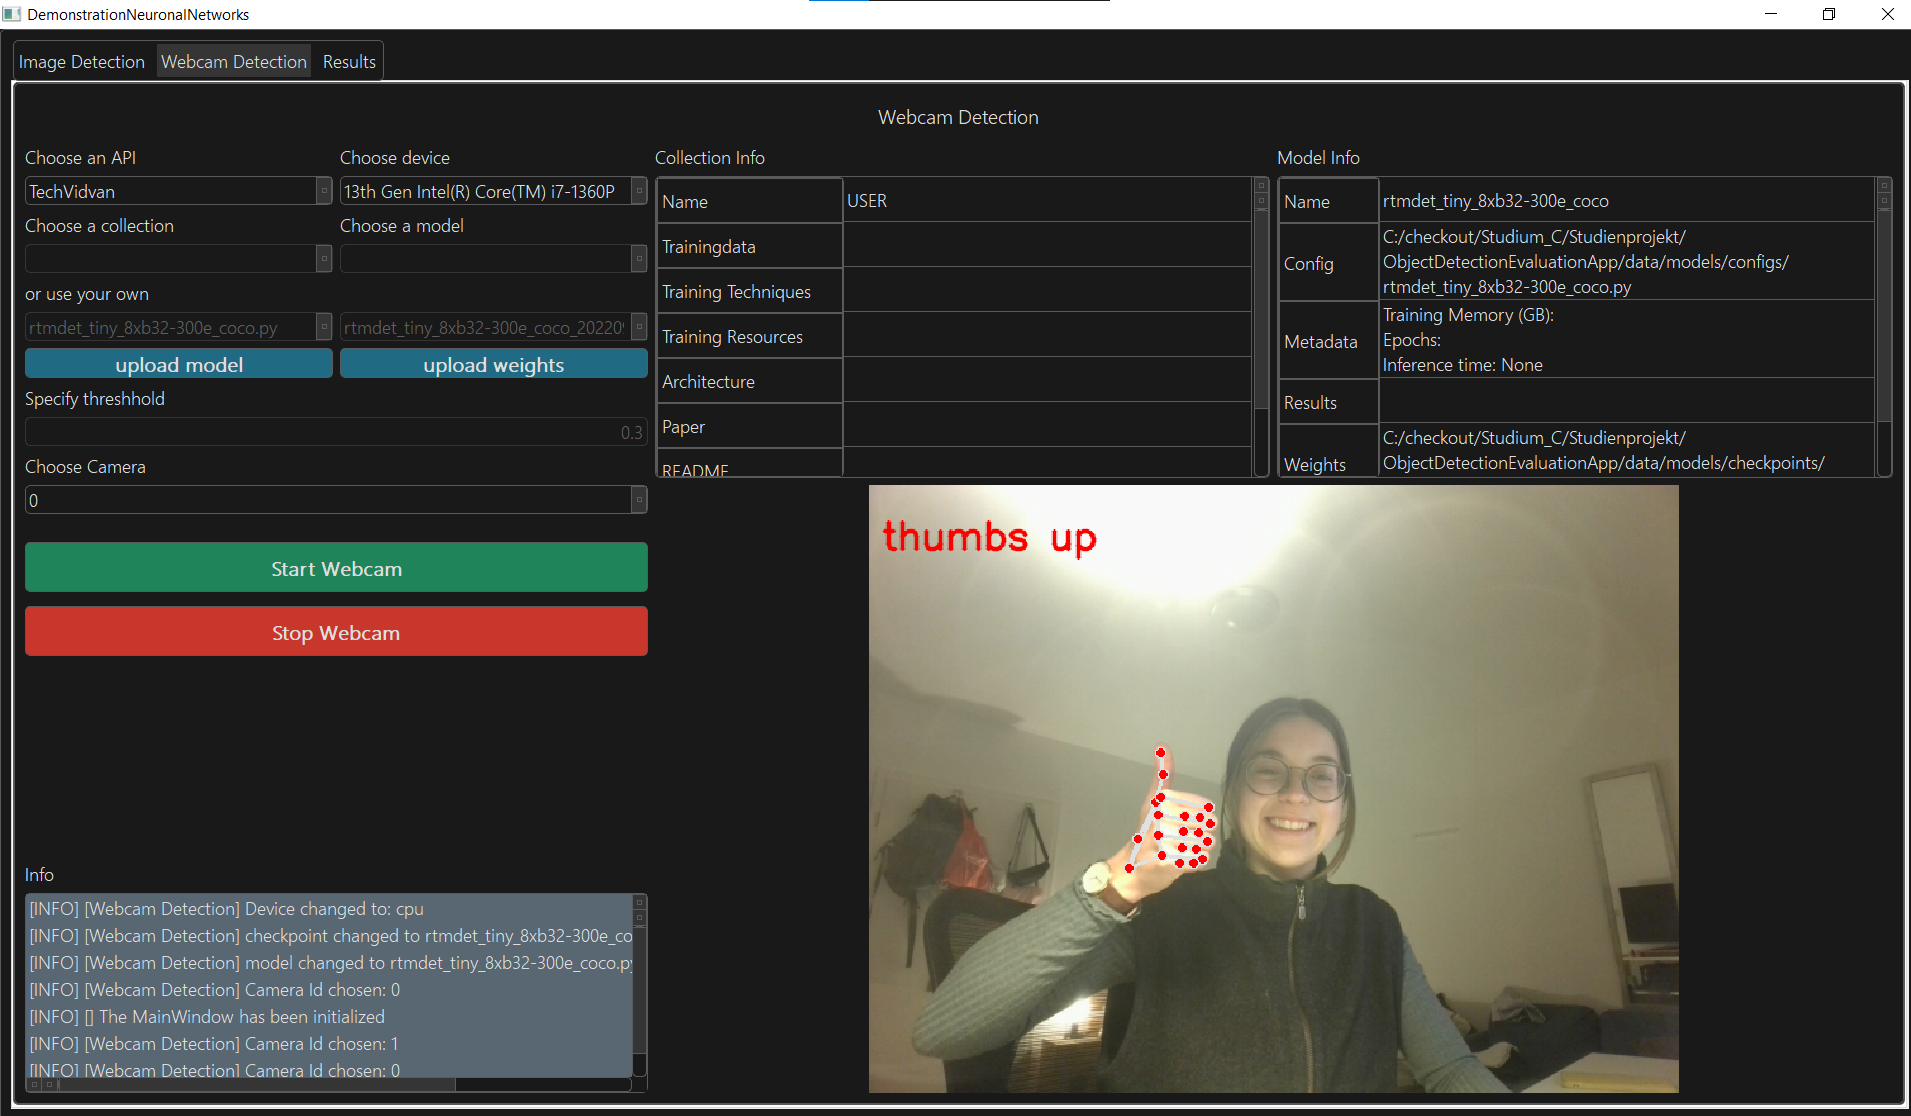 DemonstrationNeuronalNetworks
Image Detection
Webcam Detection
Results
Webcam Detection
Choose an API
Choose device
TechVidvan
13th Gen Intel(R) Core(TM) i7-1360P
Choose a collection
Choose a model
or use your own
rtmdet_tiny_8xb32-300e_coco.py
rtmdet_tiny_8xb32-300e_coco_20220
upload model
upload weights
Specify threshhold
0.3
Choose Camera
0
Start Webcam
Stop Webcam
Info
[INFO] [Webcam Detection] Device changed to: cpu
[INFO] [Webcam Detection] checkpoint changed to rtmdet_tiny_8xb32-300e_co
[INFO] [Webcam Detection] model changed to rtmdet_tiny_8xb32-300e_coco.py
[INFO] [Webcam Detection] Camera Id chosen: 0
[INFO] [] The MainWindow has been initialized
[INFO] [Webcam Detection] Camera Id chosen: 1
[INFO] [Webcam Detection] Camera Id chosen: 0
Collection Info
Name
USER
Trainingdata
Training Techniques
Training Resources
Architecture
Paper
README
Model Info
Name
rtmdet_tiny_8xb32-300e_coco
Config
C:/checkout/Studium_C/Studienprojekt/
ObjectDetectionEvaluationApp/data/models/configs/
rtmdet_tiny_8xb32-300e_coco.py
Metadata
Training Memory (GB):
Epochs:
Inference time: None
Results
Weights
C:/checkout/Studium_C/Studienprojekt/
ObjectDetectionEvaluationApp/data/models/checkpoints/
thumbs up